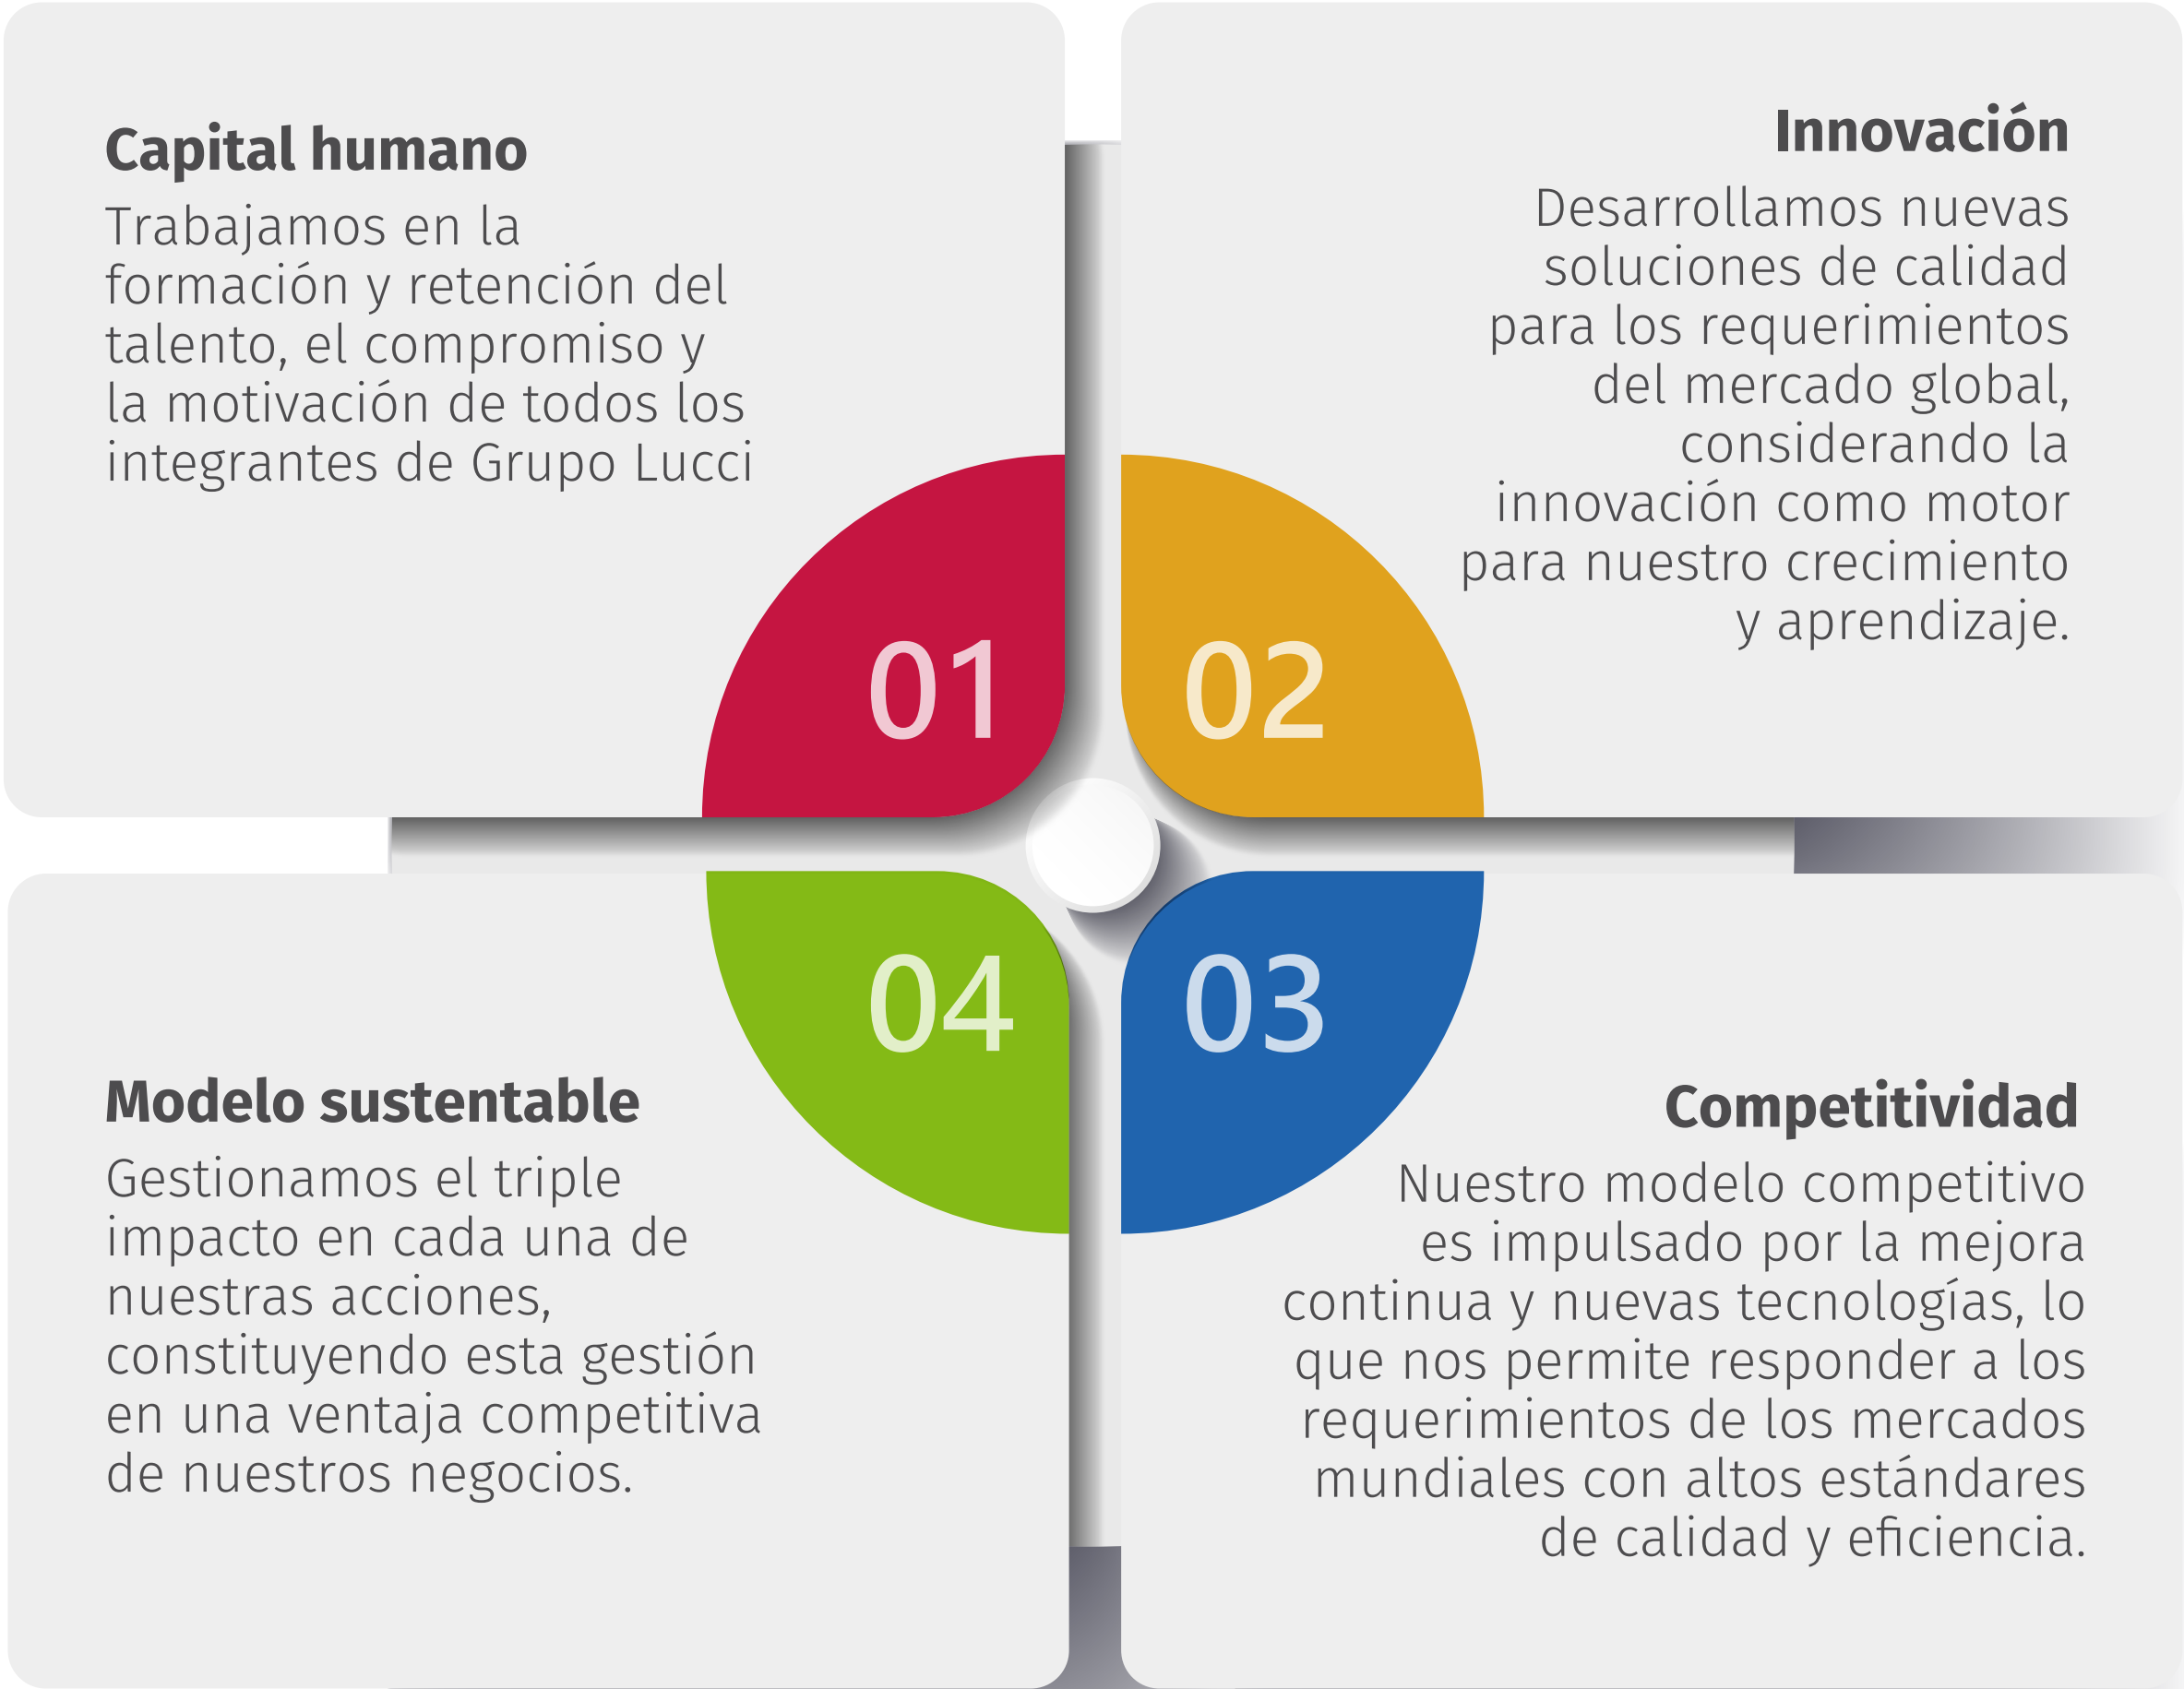 Capital humano
Trabajamos en la
formación y retención del
talento, el compromiso y
la motivación de todos los
integrantes de Grupo Lucci
01
Innovación
Desarrollamos nuevas
soluciones de calidad
para los requerimientos
del mercado global,
considerando la
innovación como motor
para nuestro crecimiento
y aprendizaje.
02
03
Competitividad
Nuestro modelo competitivo
es impulsado por la mejora
continua y nuevas tecnologías, lo
que nos permite responder a los
requerimientos de los mercados
mundiales con altos estándares
de calidad y eficiencia.
04
Modelo sustentable
Gestionamos el triple
impacto en cada una de
nuestras acciones,
constituyendo esta gestión
en una ventaja competitiva
de nuestros negocios.